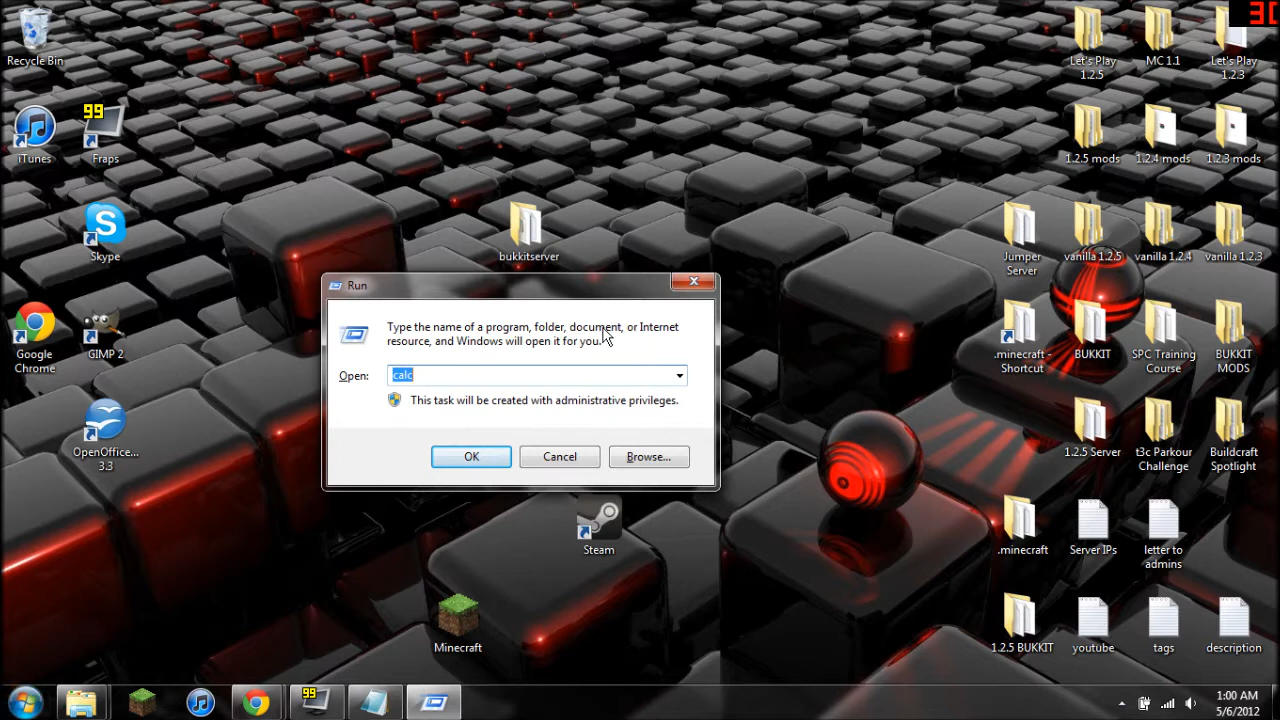 30
Recycle Bin
Let's Play
1.2.5
MC 1.1
Let's Play
1.2.3
iTunes
99
Fraps
1.2.5 mods
1.2.4 mods
1.2.3 mods
S
Skype
bukkitserver
Jumper
Server
vanilla 1.2.5
vanilla 1.2.4
vanilla 1.2.3
Run
Type the name of a program, folder, document, or Internet
resource, and Windows will open it for you.
Open:
calc
This task will be created with administrative privileges.
OK
Cancel
Browse...
Google
Chrome
GIMP 2
.minecraft -
Shortcut
BUKKIT
SPC Training
Course
BUKKIT
MODS
OpenOffice...
3.3
1.2.5 Server
t3c Parkour
Challenge
Buildcraft
Spotlight
Steam
.minecraft
Server IPs
letter to
admins
Minecraft
1.2.5 BUKKIT
youtube
tags
description
99
1:00 AM
5/6/2012